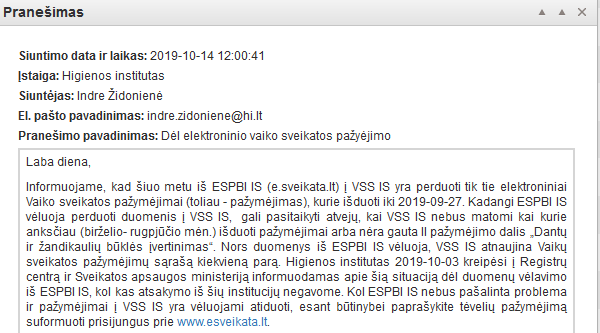 Pranešimas
Siuntimo data ir laikas: 2019-10-14 12:00:41
Įstaiga: Higienos institutas
Siuntėjas: Indre Židonienė
El. pašto pavadinimas: indre.zidoniene@hi.lt
Pranešimo pavadinimas: Dėl elektroninio vaiko sveikatos pažyėjimo
Laba diena,
Informuojame, kad šiuo metu iš ESPBI IS (e.sveikata.lt) į VSS IS yra perduoti tik tie elektroniniai
Vaiko sveikatos pažymėjimai (toliau - pažymėjimas), kurie išduoti iki 2019-09-27. Kadangi ESPBI IS
vėluoja perduoti duomenis į VSS IS, gali pasitaikyti atvejų, kai VSS IS nebus matomi kai kurie
anksčiau (birželio- rugpjūčio mėn.) išduoti pažymėjimai arba nėra gauta II pažymėjimo dalis „Dantų
ir žandikaulių būklės įvertinimas“. Nors duomenys iš ESPBI IS vėluoja, VSS IS atnaujina Vaikų
sveikatos pažymėjimų sąrašą kiekvieną parą. Higienos institutas 2019-10-03 kreipėsi į Registrų
centrą ir Sveikatos apsaugos ministeriją informuodamas apie šią situaciją dėl duomenų vėlavimo
iš ESPBI IS, kol kas atsakymo iš šių institucijų negavome. Kol ESPBI IS nebus pašalinta problema
ir pažymėjimai į VSS IS yra vėluojami atiduoti, esant būtinybei paprašykite tėvelių pažymėjimą
suformuoti prisijungus prie www.esveikata.lt.